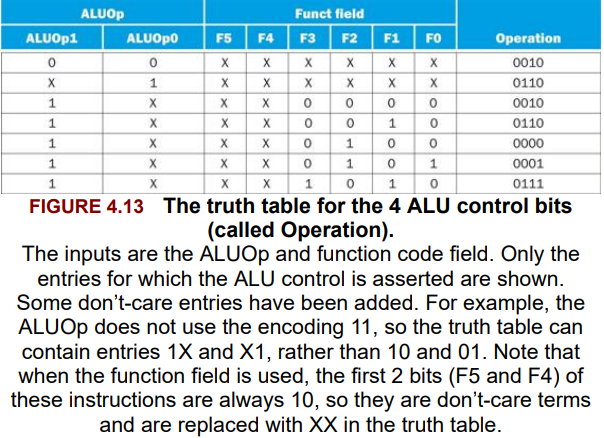 ALUOp Funct field Operation
ALUOp1 ALUOp0 F5 F4 F3 F2 F1 F0
0 0 X X X X X X 0010
X 1 X X X X X X 0110
1 X X X 0 0 0 0 0010
1 X X X 0 0 1 0 0110
1 X X X 0 1 0 0 0000
1 X X X 0 1 0 1 0001
1 X X X 1 0 1 0 0111
FIGURE 4.13 The truth table for the 4 ALU control bits
(called Operation).
The inputs are the ALUOp and function code field. Only the
entries for which the ALU control is asserted are shown.
Some don’t-care entries have been added. For example, the
ALUOp does not use the encoding 11, so the truth table can
contain entries 1X and X1, rather than 10 and 01. Note that
when the function field is used, the first 2 bits (F5 and F4) of
these instructions are always 10, so they are don’t-care terms
and are replaced with XX in the truth table.